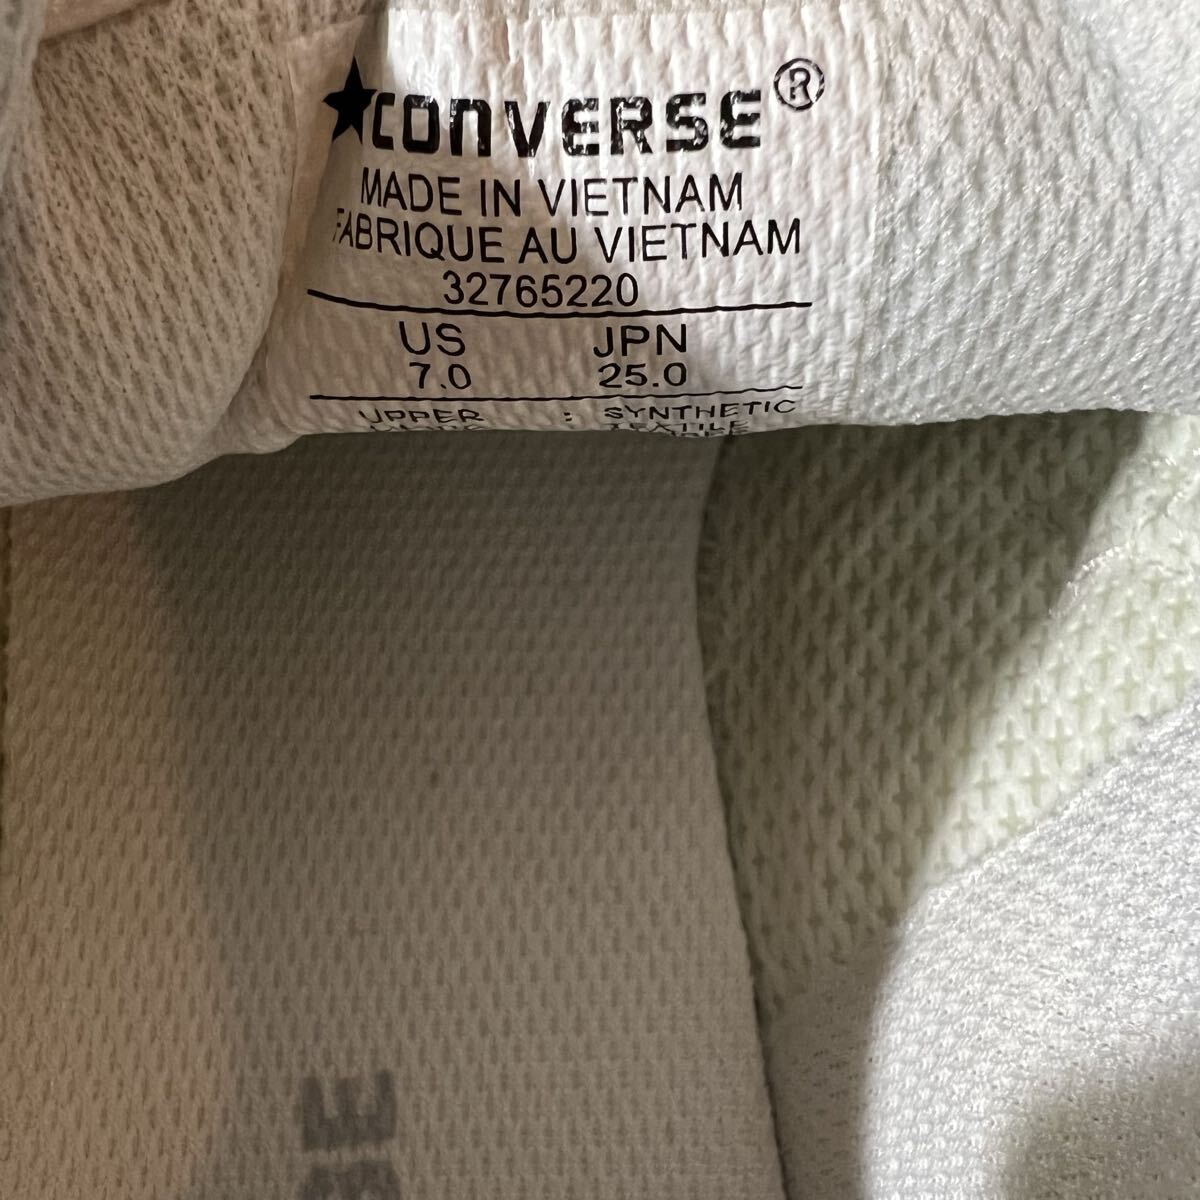 ★CONVERSE®
MADE IN VIETNAM
FABRIQUE AU VIETNAM
32765220
US JPN
7.0 25.0
UPPER : SYNTHETIC
TEXTILE